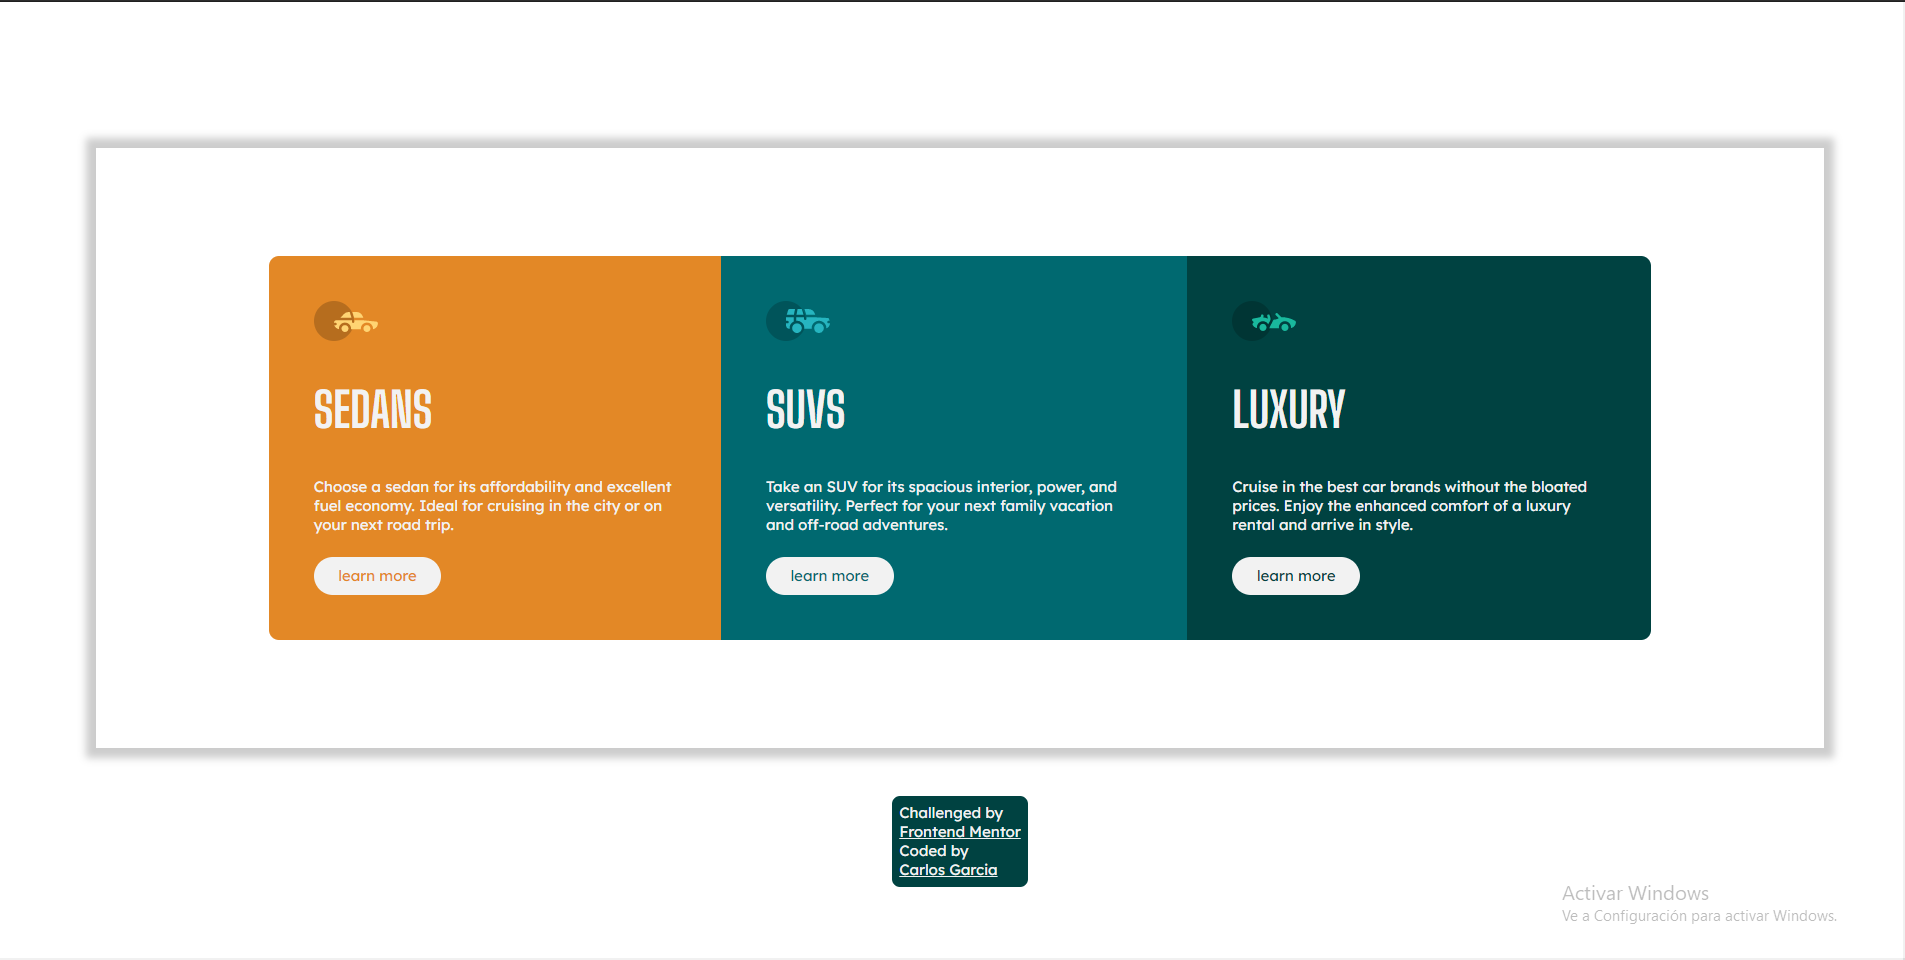 SEDANS
Choose a sedan for its affordability and excellent
fuel economy. Ideal for cruising in the city or on
your next road trip.
learn more
SUVS
Take an SUV for its spacious interior, power, and
versatility. Perfect for your next family vacation
and off-road adventures.
learn more
LUXURY
Cruise in the best car brands without the bloated
prices. Enjoy the enhanced comfort of a luxury
rental and arrive in style.
learn more
Challenged by
Frontend Mentor
Coded by
Carlos Garcia
Activar Windows
Ve a Configuración para activar Windows.